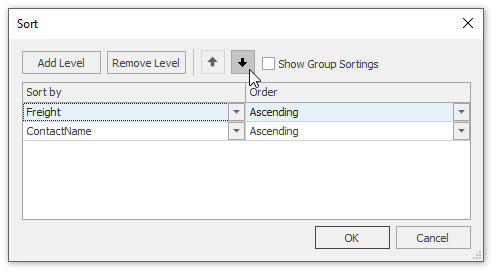 Sort
Add Level Remove Level Show Group Sortings
Sort by Order
Freight Ascending
ContactName Ascending
OK Cancel